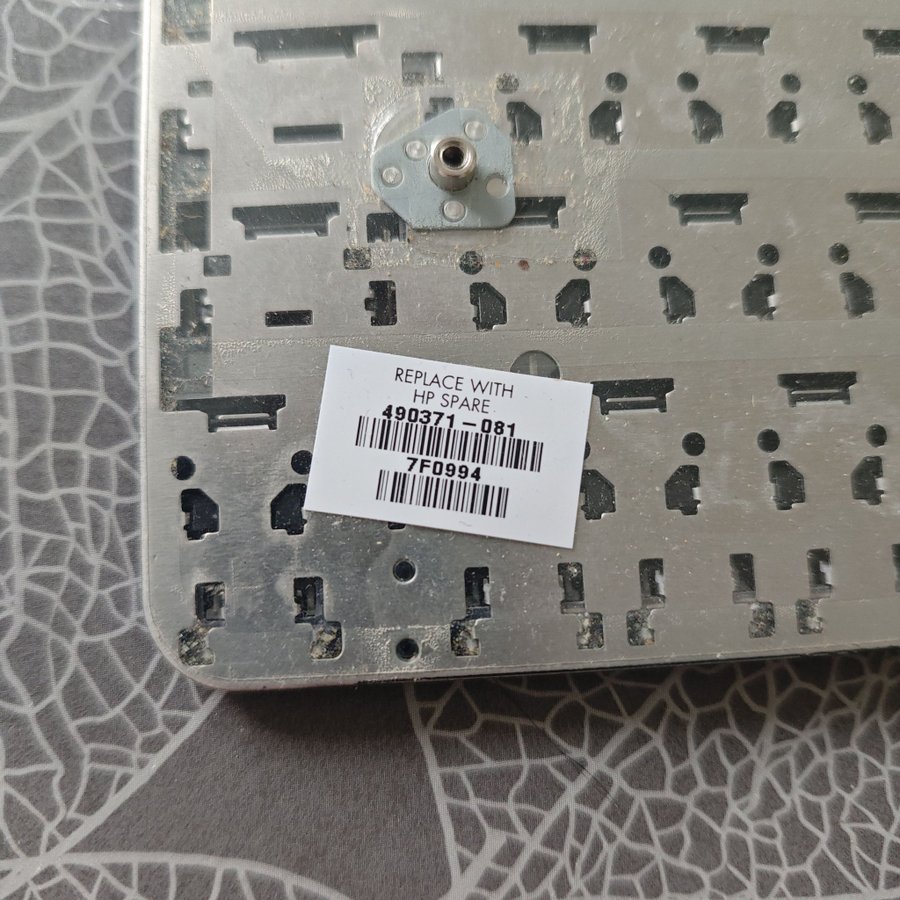 REPLACE WITH
HP SPARE
490371-081
7F0994